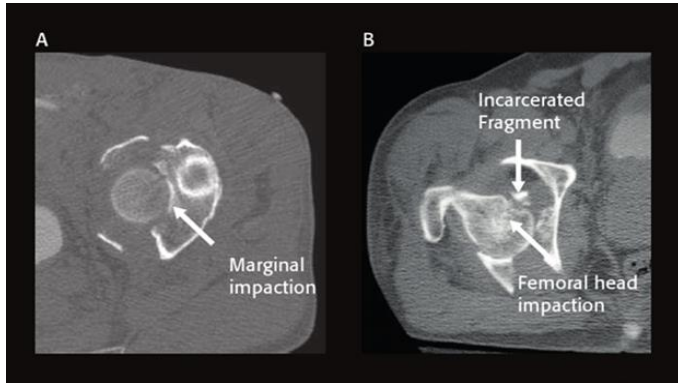 A
Marginal
impaction
B
Incarcerated
Fragment
Femoral head
impaction